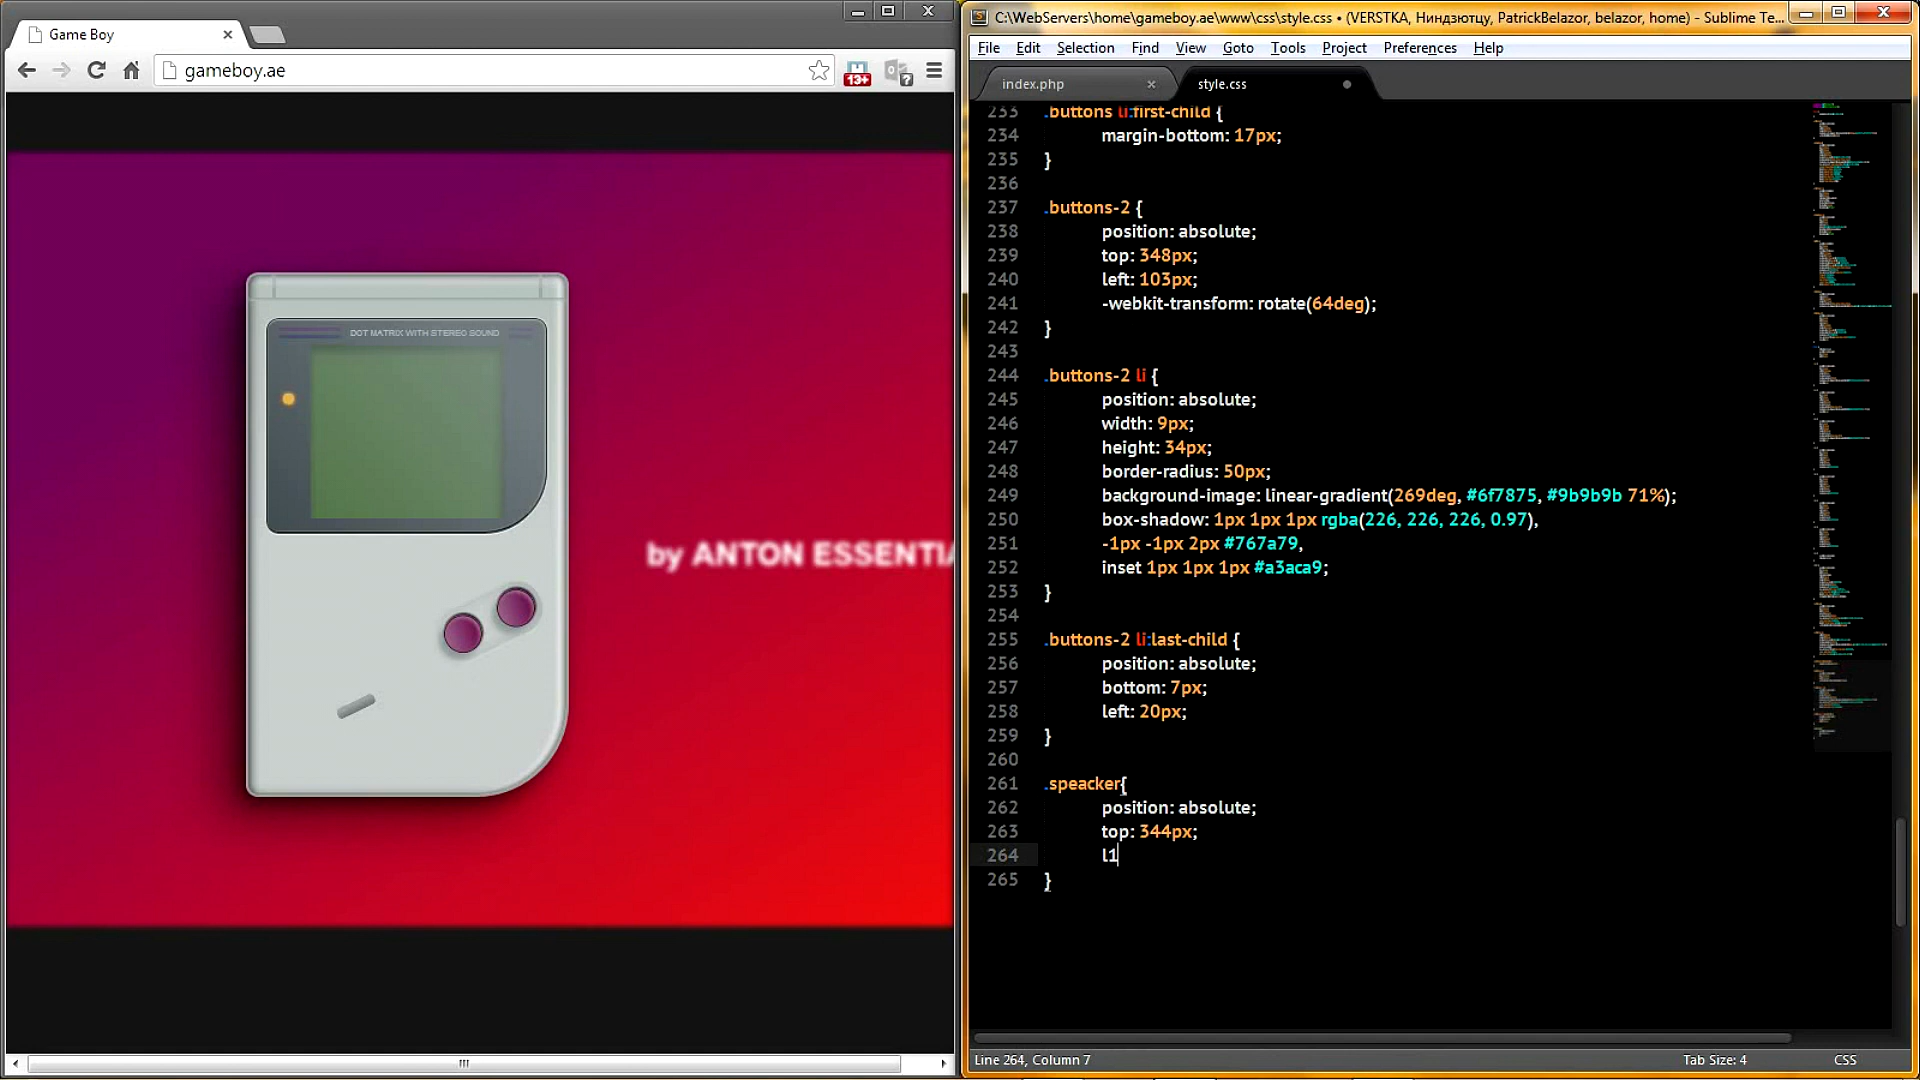 Game Boy
gameboy.ae
13+
?
DOT MATRIX WITH STEREO SOUND
by ANTON ESSENTIA
C:\WebServers\home\gameboy.ae\www\css\style.css • (VERSTKA, Ниндзютцу, PatrickBelazor, belazor, home) - Sublime Te...
File Edit Selection Find View Goto Tools Project Preferences Help
index.php
style.css
233 .buttons li:first-child {
234 margin-bottom: 17px;
235 }
236
237 .buttons-2 {
238 position: absolute;
239 top: 348px;
240 left: 103px;
241 -webkit-transform: rotate(64deg);
242 }
243
244 .buttons-2 li {
245 position: absolute;
246 width: 9px;
247 height: 34px;
248 border-radius: 50px;
249 background-image: linear-gradient(269deg, #6f7875, #9b9b9b 71%);
250 box-shadow: 1px 1px 1px rgba(226, 226, 226, 0.97),
251 -1px -1px 2px #767a79,
252 inset 1px 1px 1px #a3aca9;
253 }
254
255 .buttons-2 li:last-child {
256 position: absolute;
257 bottom: 7px;
258 left: 20px;
259 }
260
261 .speacker{
262 position: absolute;
263 top: 344px;
264 l1
265 }
Line 264, Column 7
Tab Size: 4
CSS